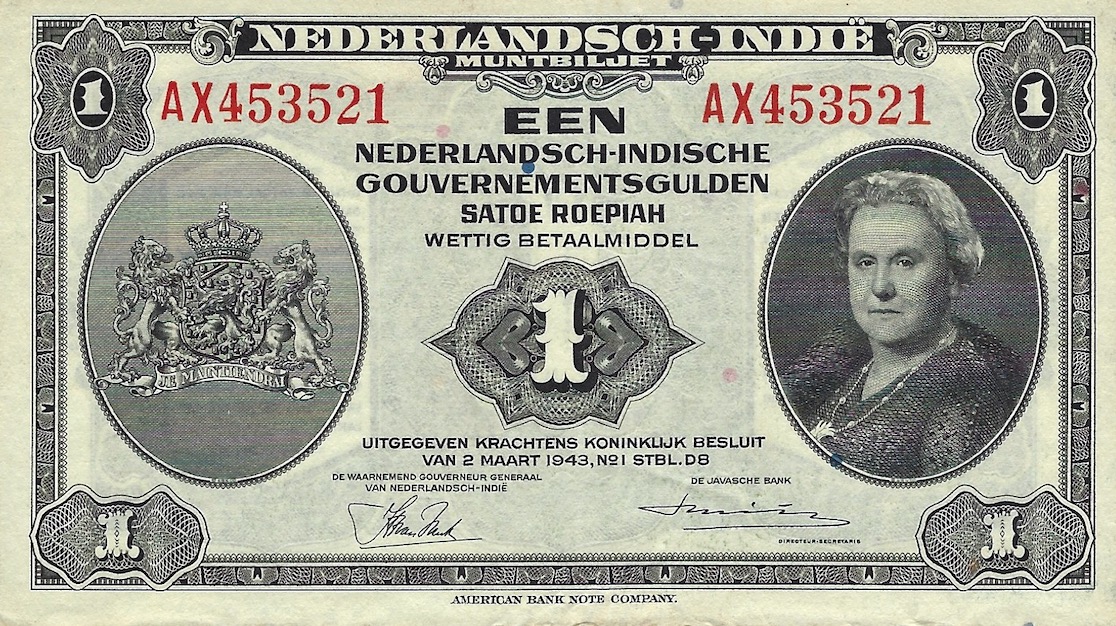 NEDERLANDSCH-INDIË
MUNTBILJET
1
1
AX453521
AX453521
EEN
NEDERLANDSCH-INDISCHE
GOUVERNEMENTSGULDEN
SATOE ROEPIAH
WETTIG BETAALMIDDEL
1
JE MAINTIENDRAI
UITGEGEVEN KRACHTENS KONINKLIJK BESLUIT
VAN 2 MAART 1943, No1 STBL.D8
DE WAARNEMEND GOUVERNEUR GENERAAL
VAN NEDERLANDSCH-INDIË
DE JAVASCHE BANK
DIRECTEUR-SECRETARIS
1
1
AMERICAN BANK NOTE COMPANY.